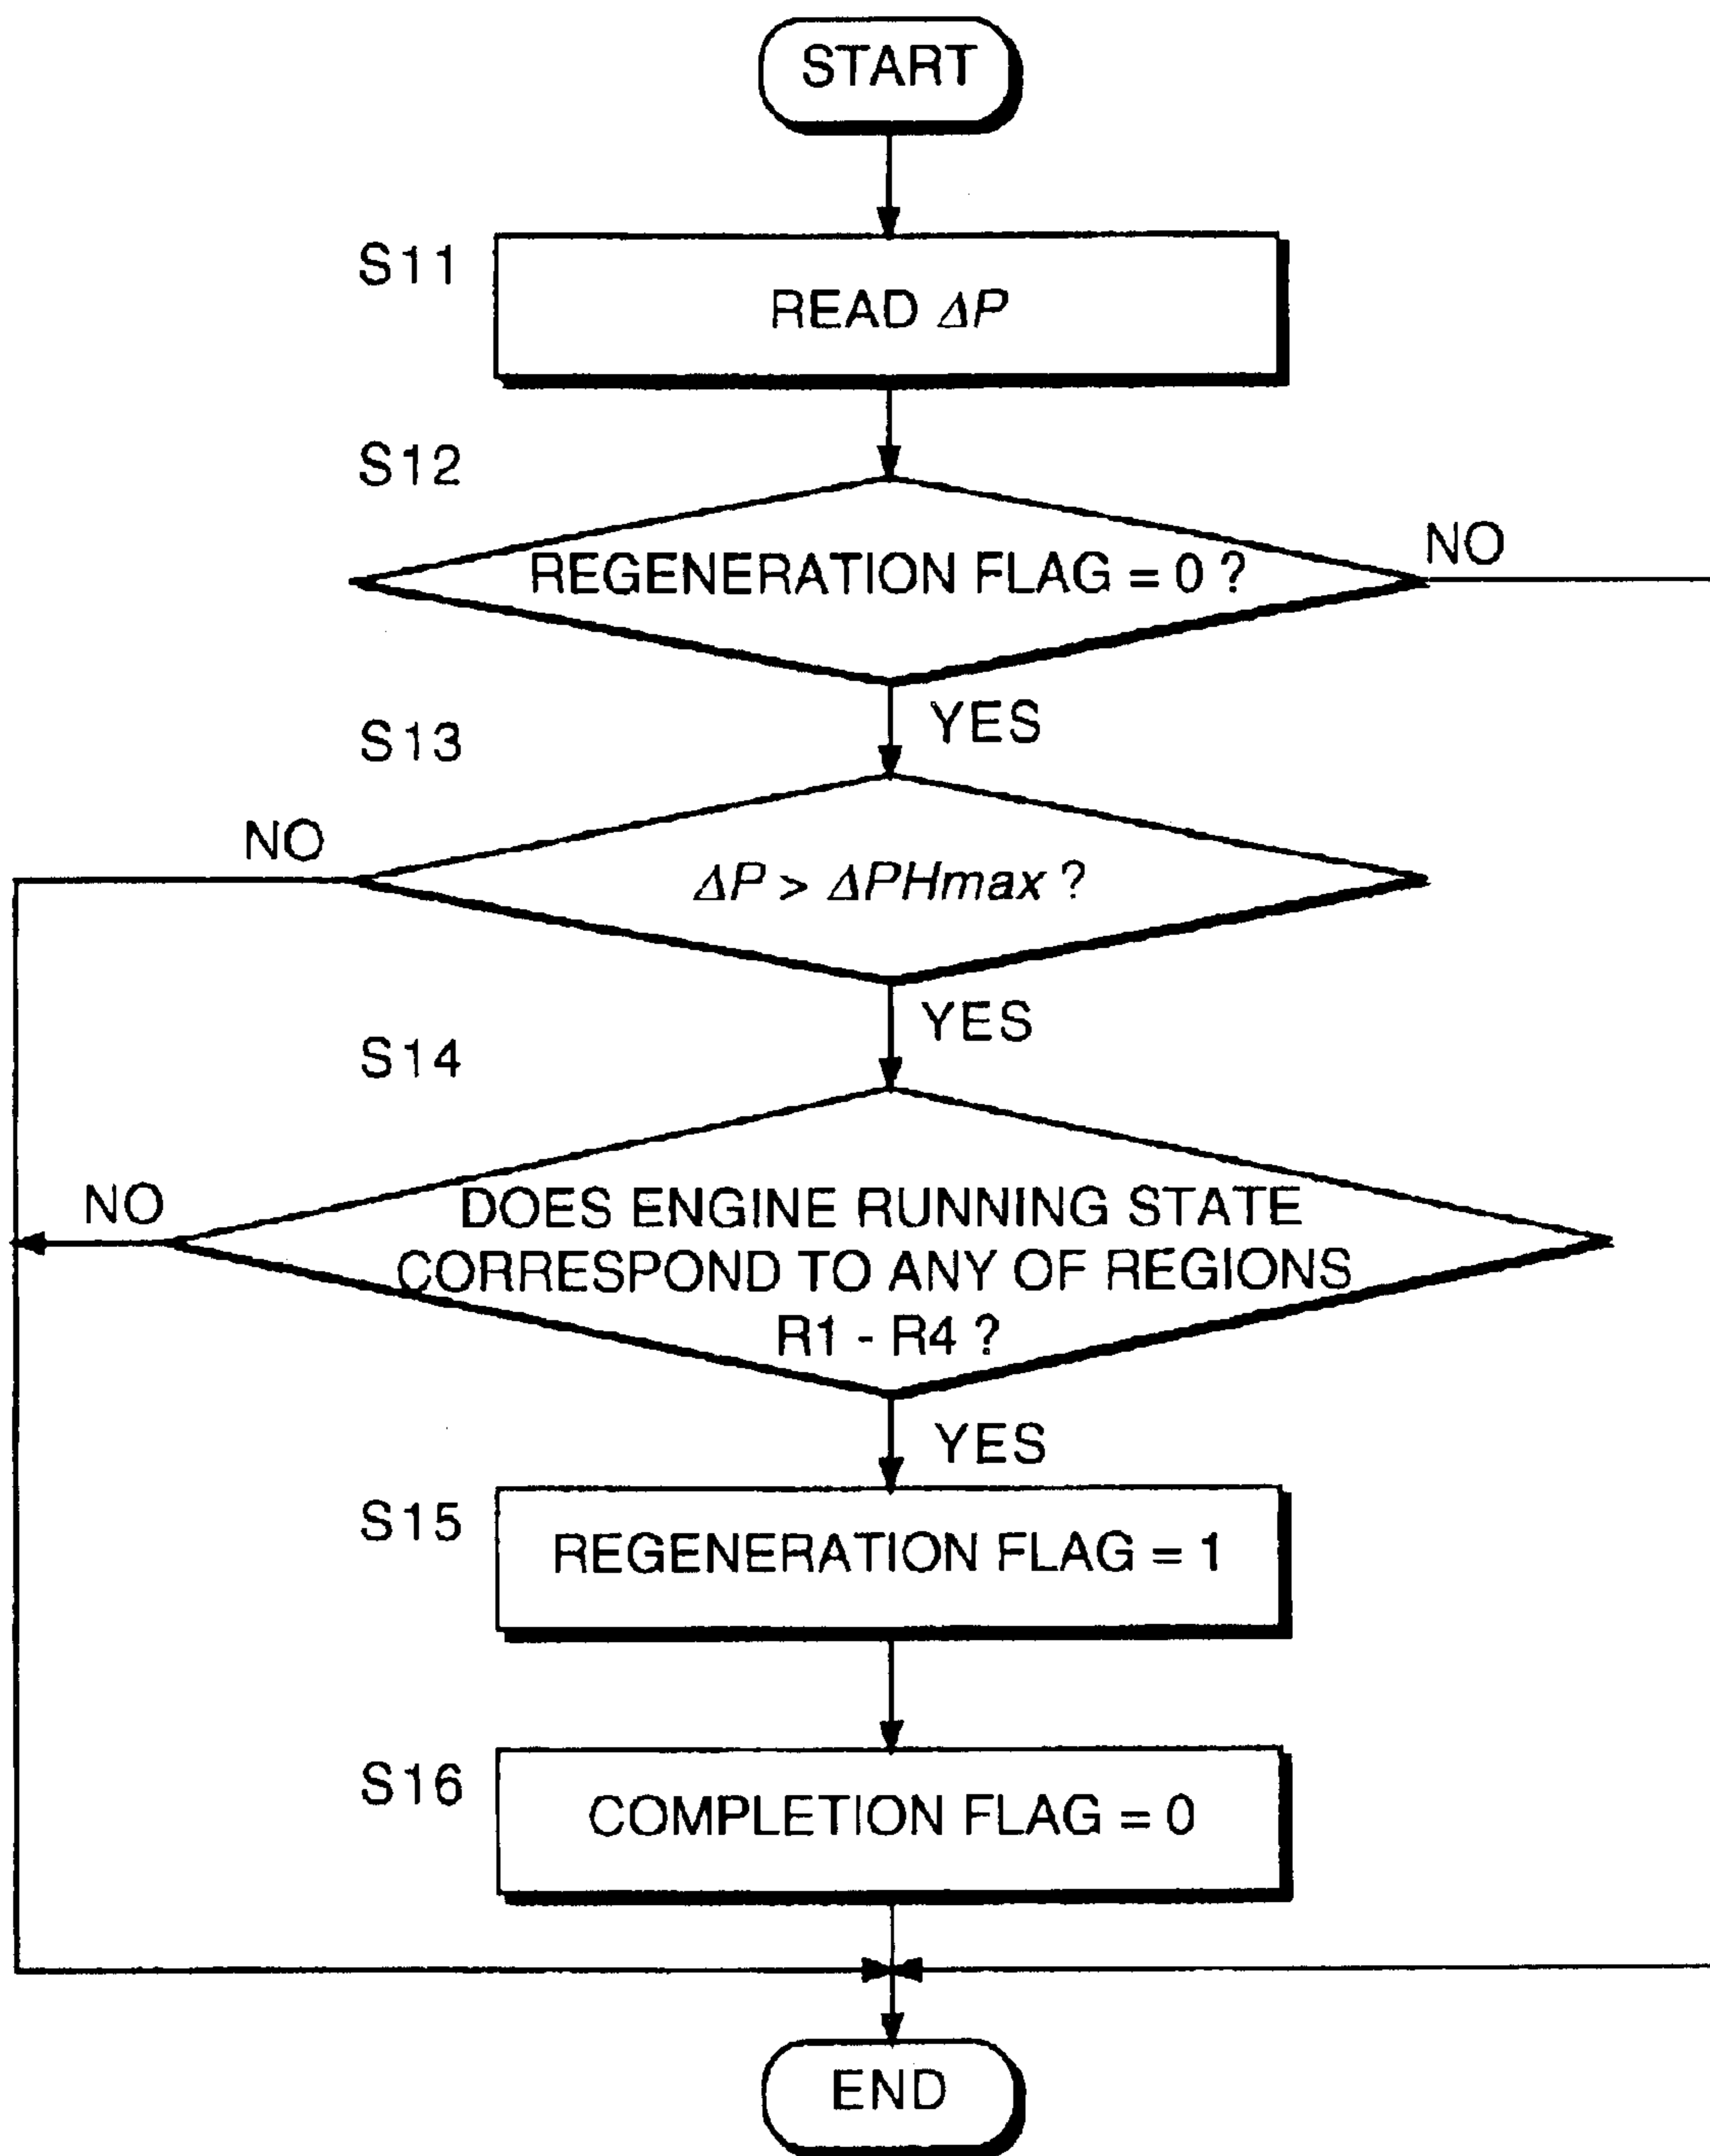 START
S11
READ ΔP
S12
REGENERATION FLAG = 0 ?
NO
YES
S13
NO
ΔP > ΔPHmax ?
YES
S14
NO
DOES ENGINE RUNNING STATE
CORRESPOND TO ANY OF REGIONS
R1 - R4 ?
YES
S15
REGENERATION FLAG = 1
S16
COMPLETION FLAG = 0
END